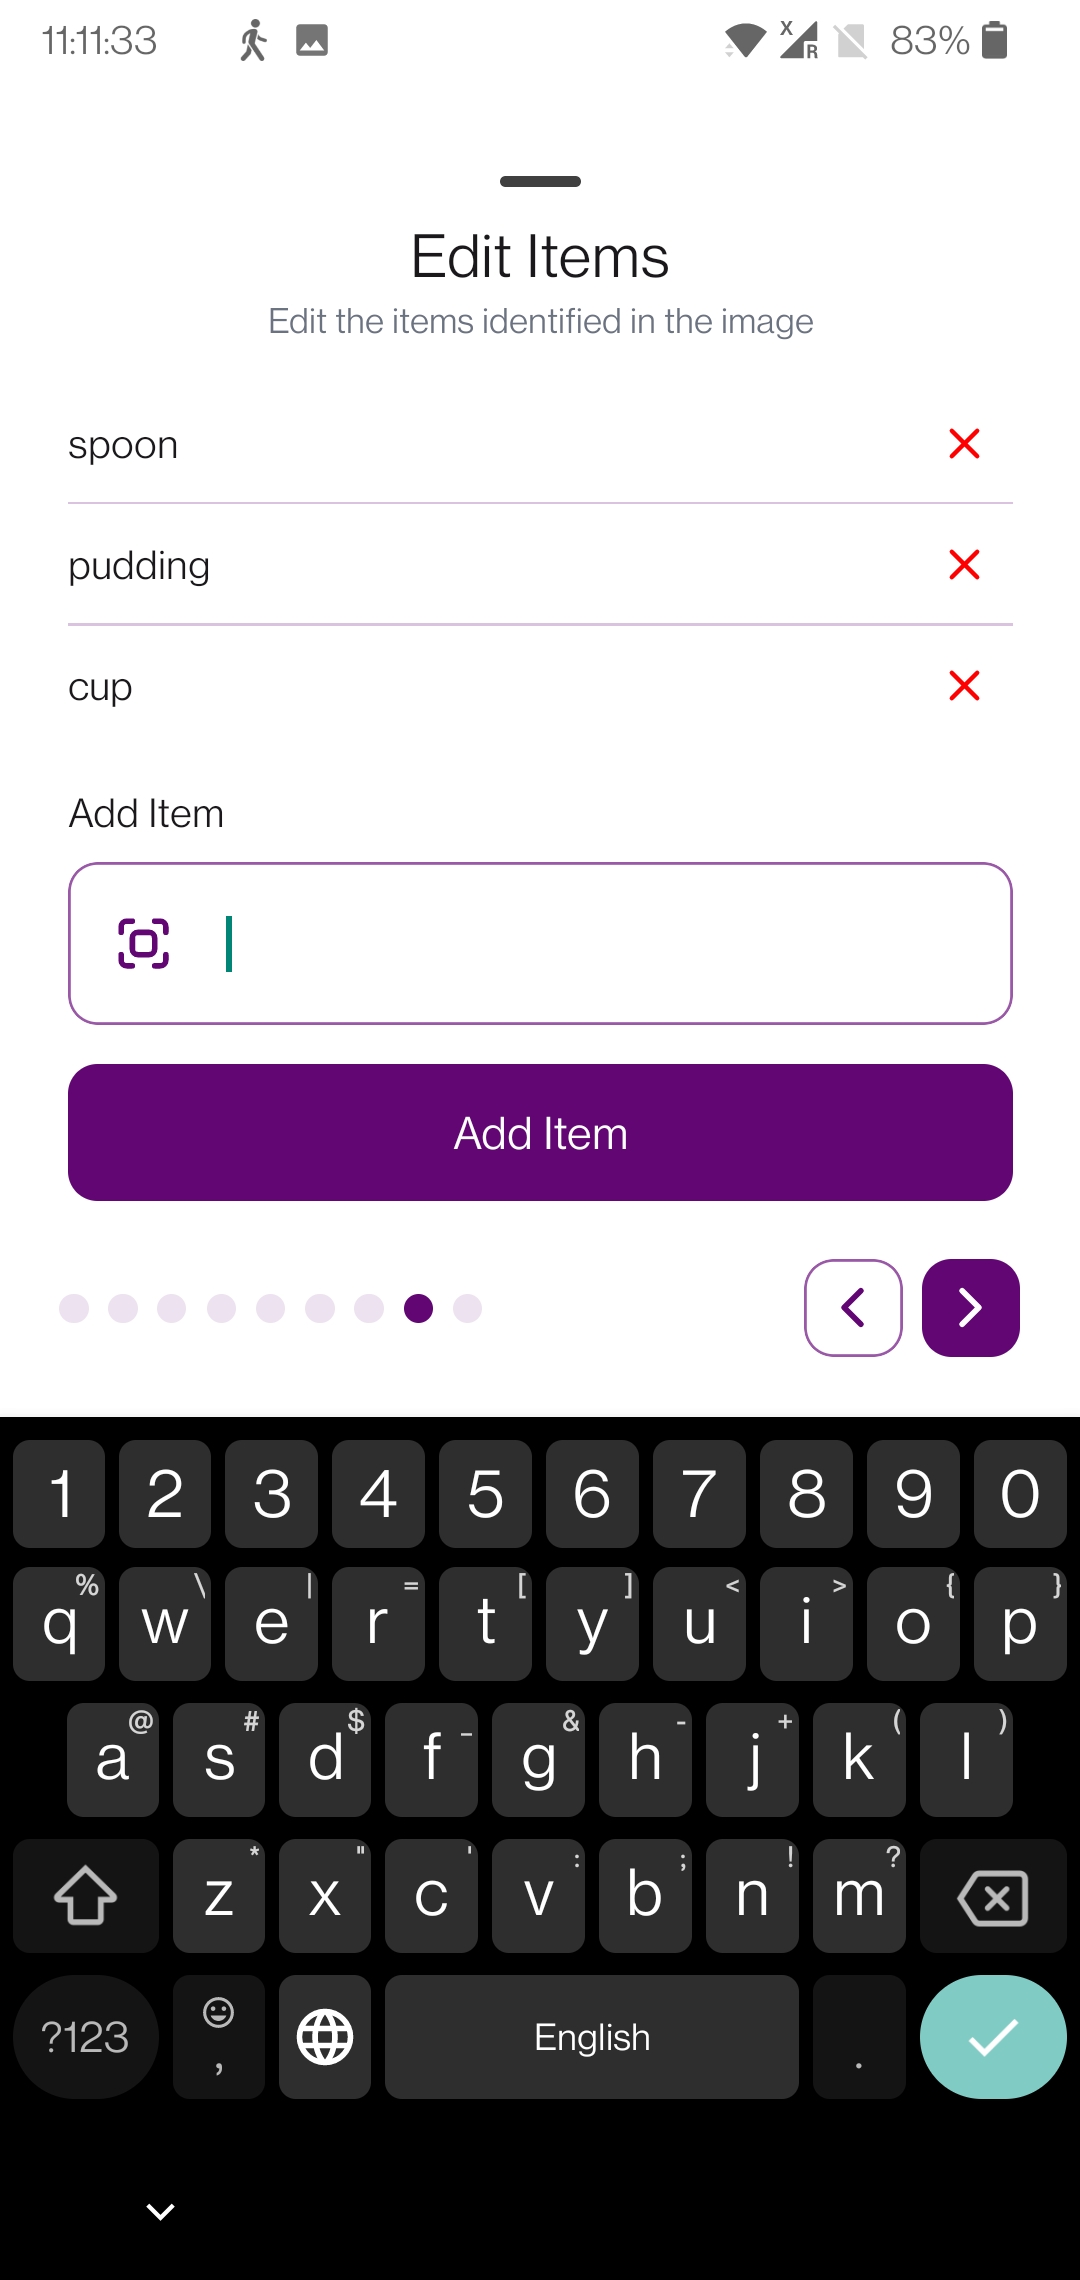 11:11:33
X
R
83%
Edit Items
Edit the items identified in the image
spoon
pudding
cup
Add Item
Add Item
1 2 3 4 5 6 7 8 9 0
% \ | = [ ] < > { }
q w e r t y u i o p
@ # $ _ & - + ( )
a s d f g h j k l
* " ' : ; ! ?
z x c v b n m
?123 , English .